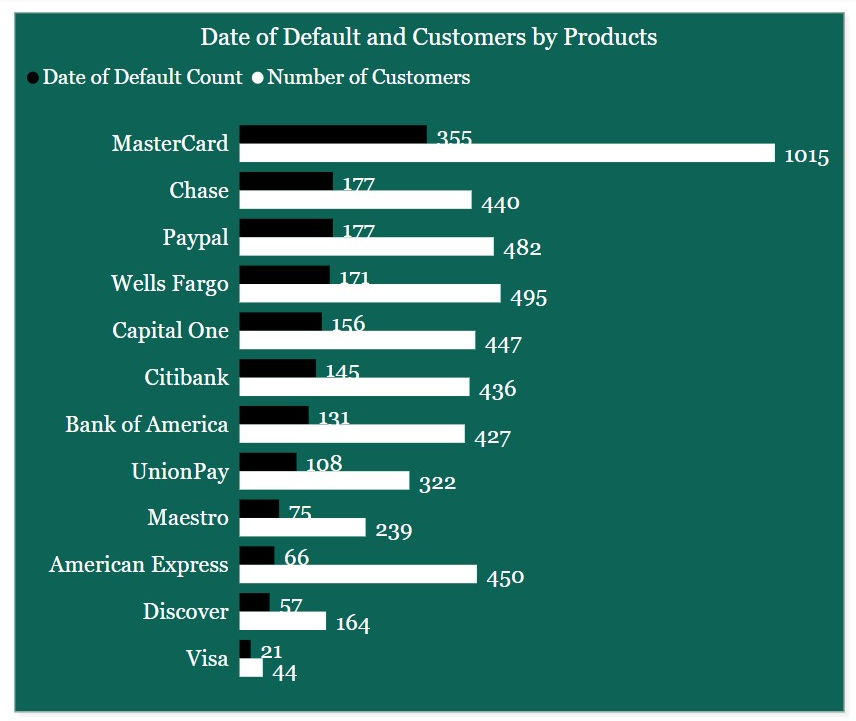 Date of Default and Customers by Products
Date of Default Count Number of Customers
MasterCard 355
1015
Chase 177
440
Paypal 177
482
Wells Fargo 171
495
Capital One 156
447
Citibank 145
436
Bank of America 131
427
UnionPay 108
322
Maestro 75
239
American Express 66
450
Discover 57
164
Visa 21
44